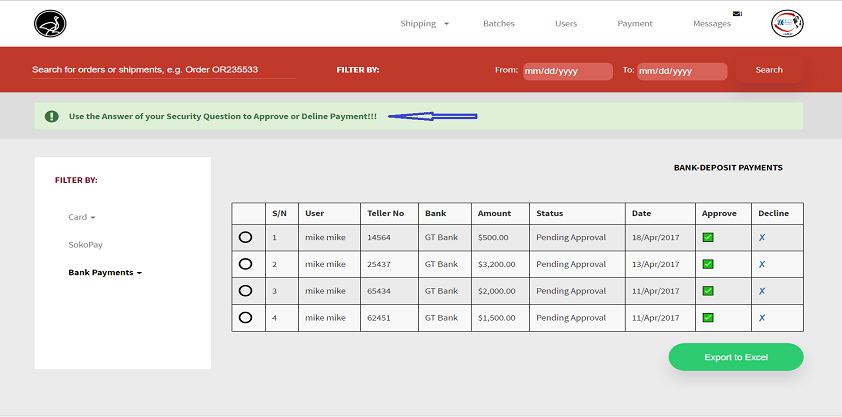 Shipping Batches Users Payment Messages
Search for orders or shipments, e.g. Order OR235533 FILTER BY: From: mm/dd/yyyy To: mm/dd/yyyy Search
Use the Answer of your Security Question to Approve or Deline Payment!!!
FILTER BY:
Card
SokoPay
Bank Payments
BANK-DEPOSIT PAYMENTS
S/N User Teller No Bank Amount Status Date Approve Decline
1 mike mike 14564 GT Bank $500.00 Pending Approval 18/Apr/2017
2 mike mike 25437 GT Bank $3,200.00 Pending Approval 13/Apr/2017
3 mike mike 65434 GT Bank $2,000.00 Pending Approval 11/Apr/2017
4 mike mike 62451 GT Bank $1,500.00 Pending Approval 11/Apr/2017
Export to Excel